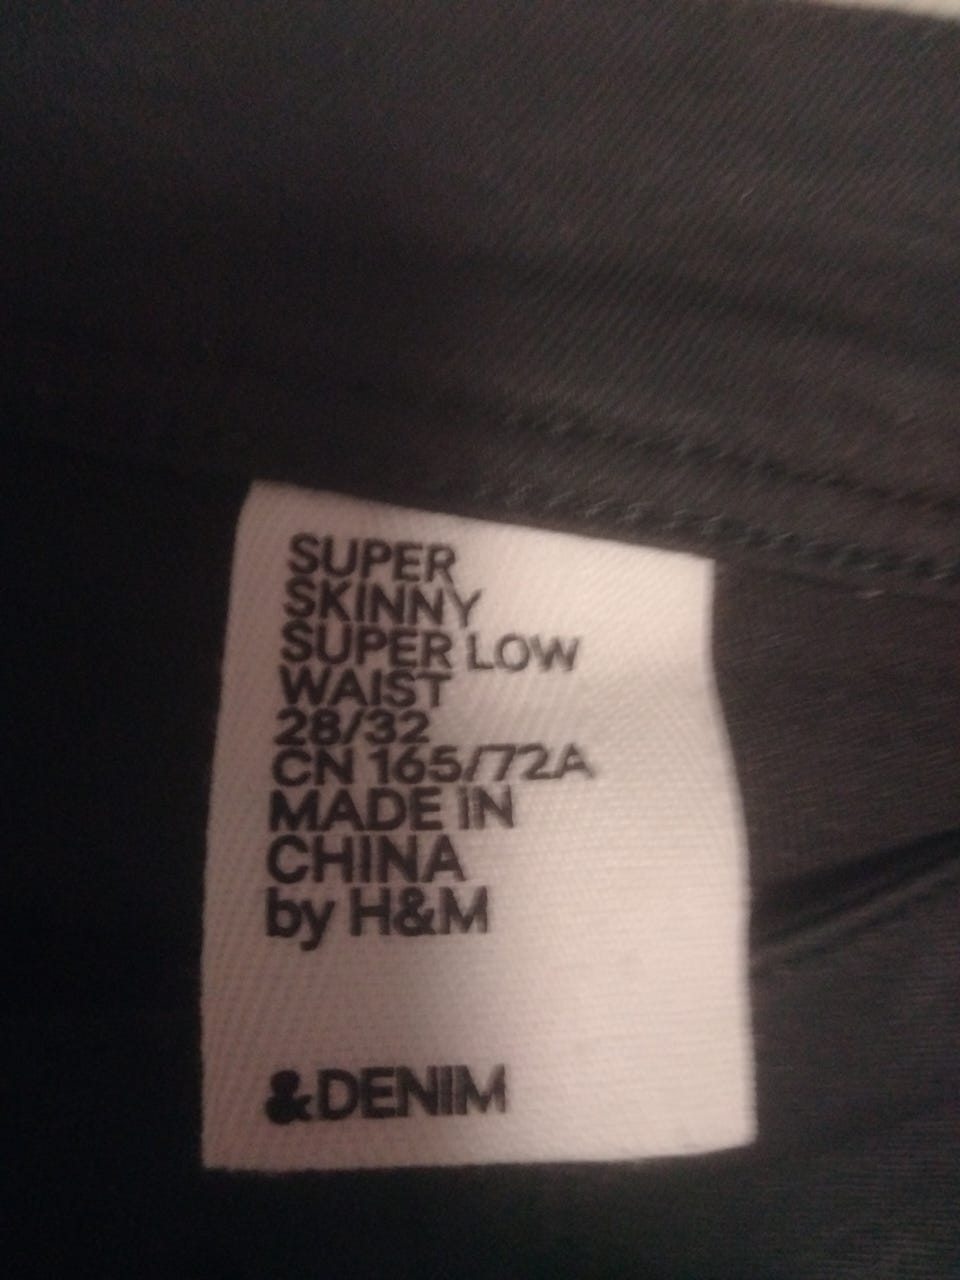 SUPER
SKINNY
SUPER LOW
WAIST
28/32
CN 165/72A
MADE IN
CHINA
by H&M
&DENIM